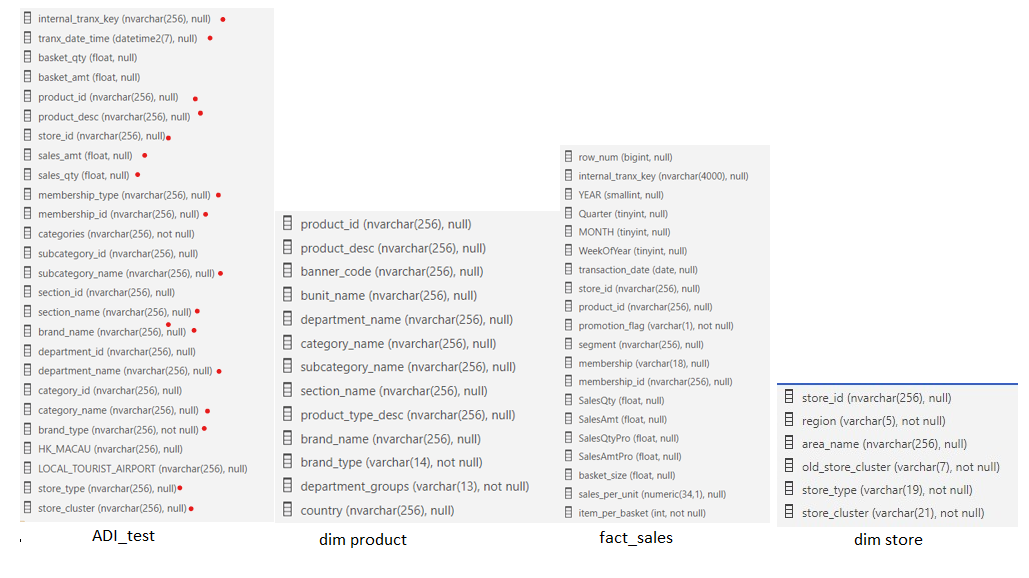 internal_tranx_key (nvarchar(256), null)
tranx_date_time (datetime2(7), null)
basket_qty (float, null)
basket_amt (float, null)
product_id (nvarchar(256), null)
product_desc (nvarchar(256), null)
store_id (nvarchar(256), null)
sales_amt (float, null)
sales_qty (float, null)
membership_type (nvarchar(256), null)
membership_id (nvarchar(256), null)
categories (nvarchar(256), not null)
subcategory_id (nvarchar(256), null)
subcategory_name (nvarchar(256), null)
section_id (nvarchar(256), null)
section_name (nvarchar(256), null)
brand_name (nvarchar(256), null)
department_id (nvarchar(256), null)
department_name (nvarchar(256), null)
category_id (nvarchar(256), null)
category_name (nvarchar(256), null)
brand_type (nvarchar(256), not null)
HK_MACAU (nvarchar(256), null)
LOCAL_TOURIST_AIRPORT (nvarchar(256), null)
store_type (nvarchar(256), null)
store_cluster (nvarchar(256), null)
ADI_test
product_id (nvarchar(256), null)
product_desc (nvarchar(256), null)
banner_code (nvarchar(256), null)
bunit_name (nvarchar(256), null)
department_name (nvarchar(256), null)
category_name (nvarchar(256), null)
subcategory_name (nvarchar(256), null)
section_name (nvarchar(256), null)
product_type_desc (nvarchar(256), null)
brand_name (nvarchar(256), null)
brand_type (varchar(14), not null)
department_groups (varchar(13), not null)
country (nvarchar(256), null)
dim product
row_num (bigint, null)
internal_tranx_key (nvarchar(4000), null)
YEAR (smallint, null)
Quarter (tinyint, null)
MONTH (tinyint, null)
WeekOfYear (tinyint, null)
transaction_date (date, null)
store_id (nvarchar(256), null)
product_id (nvarchar(256), null)
promotion_flag (varchar(1), not null)
segment (nvarchar(256), null)
membership (varchar(18), null)
membership_id (nvarchar(256), null)
SalesQty (float, null)
SalesAmt (float, null)
SalesQtyPro (float, null)
SalesAmtPro (float, null)
basket_size (float, null)
sales_per_unit (numeric(34,1), null)
item_per_basket (int, not null)
fact_sales
store_id (nvarchar(256), null)
region (varchar(5), not null)
area_name (nvarchar(256), null)
old_store_cluster (varchar(7), not null)
store_type (varchar(19), not null)
store_cluster (varchar(21), not null)
dim store